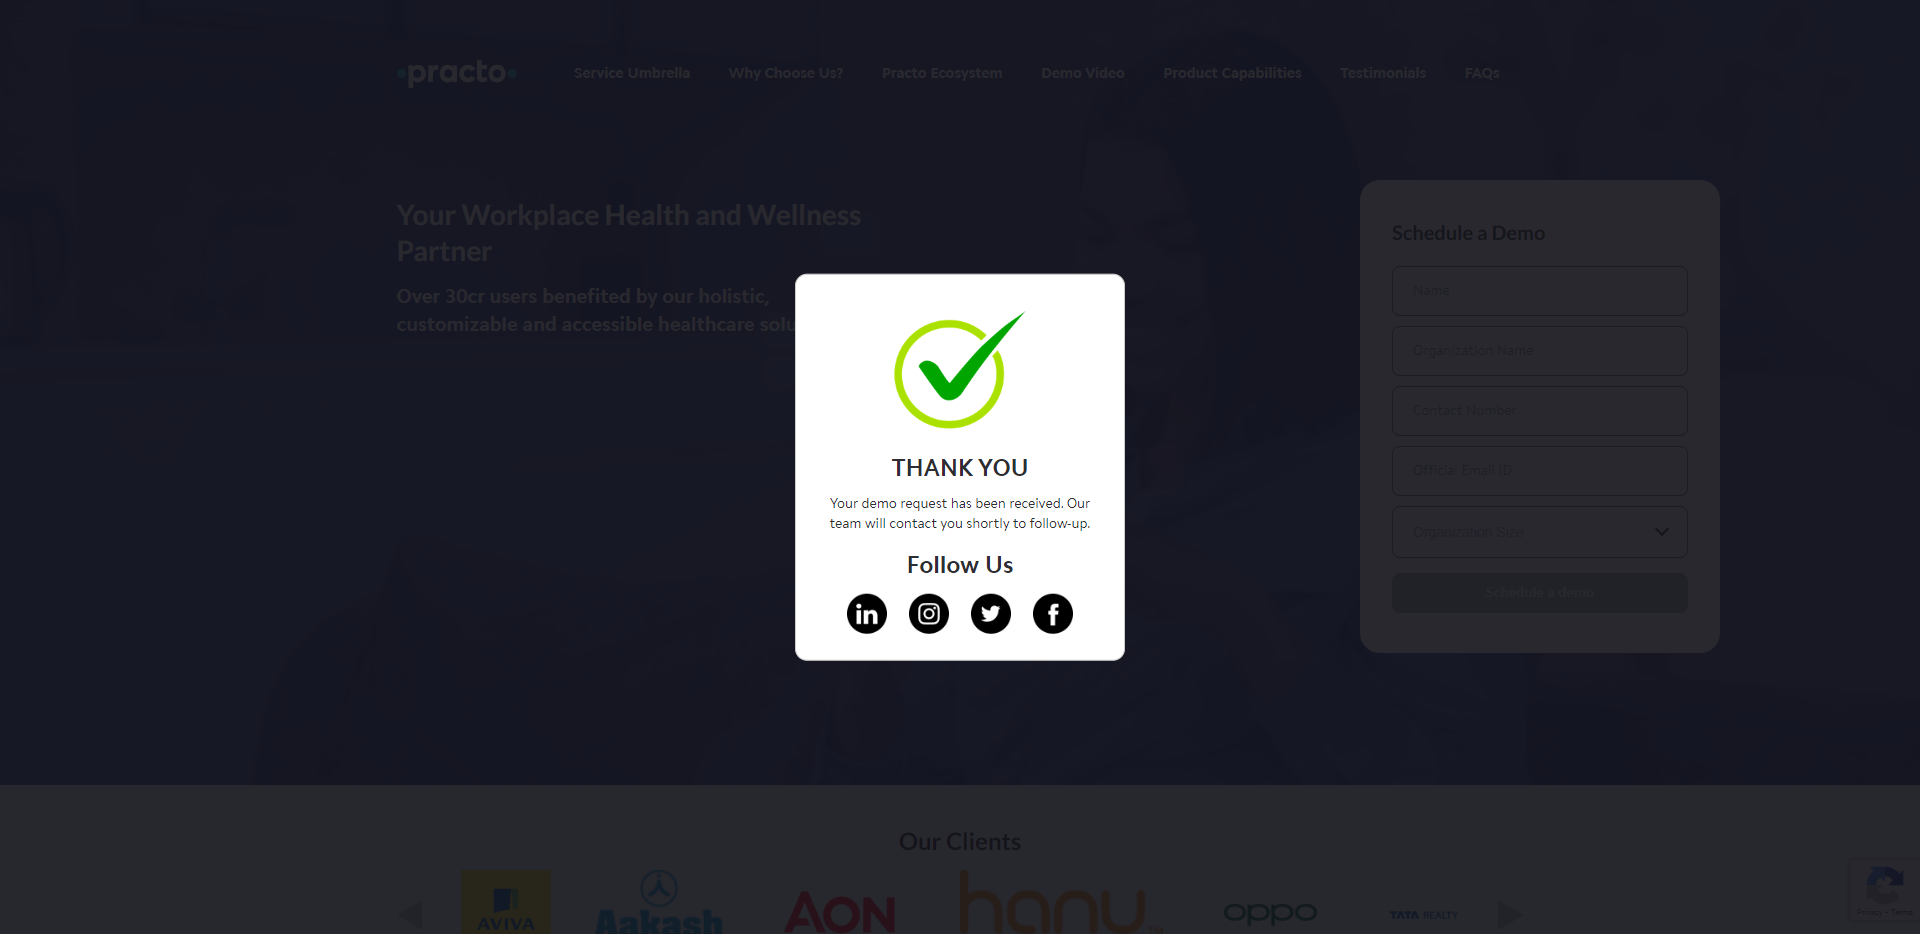 practo
Service Umbrella
Why Choose Us?
Practo Ecosystem
Demo Video
Product Capabilities
Testimonials
FAQs
Your Workplace Health and Wellness
Partner
Over 30cr users benefited by our holistic,
customizable and accessible healthcare solu
Schedule a Demo
Name
Organization Name
Contact Number
Official Email ID
Organization Size
Schedule a demo
THANK YOU
Your demo request has been received. Our
team will contact you shortly to follow-up.
Follow Us
in
f
Our Clients
AVIVA
Aakash
AON
hanu
TM
oppo
TATA REALTY
Privacy - Terms